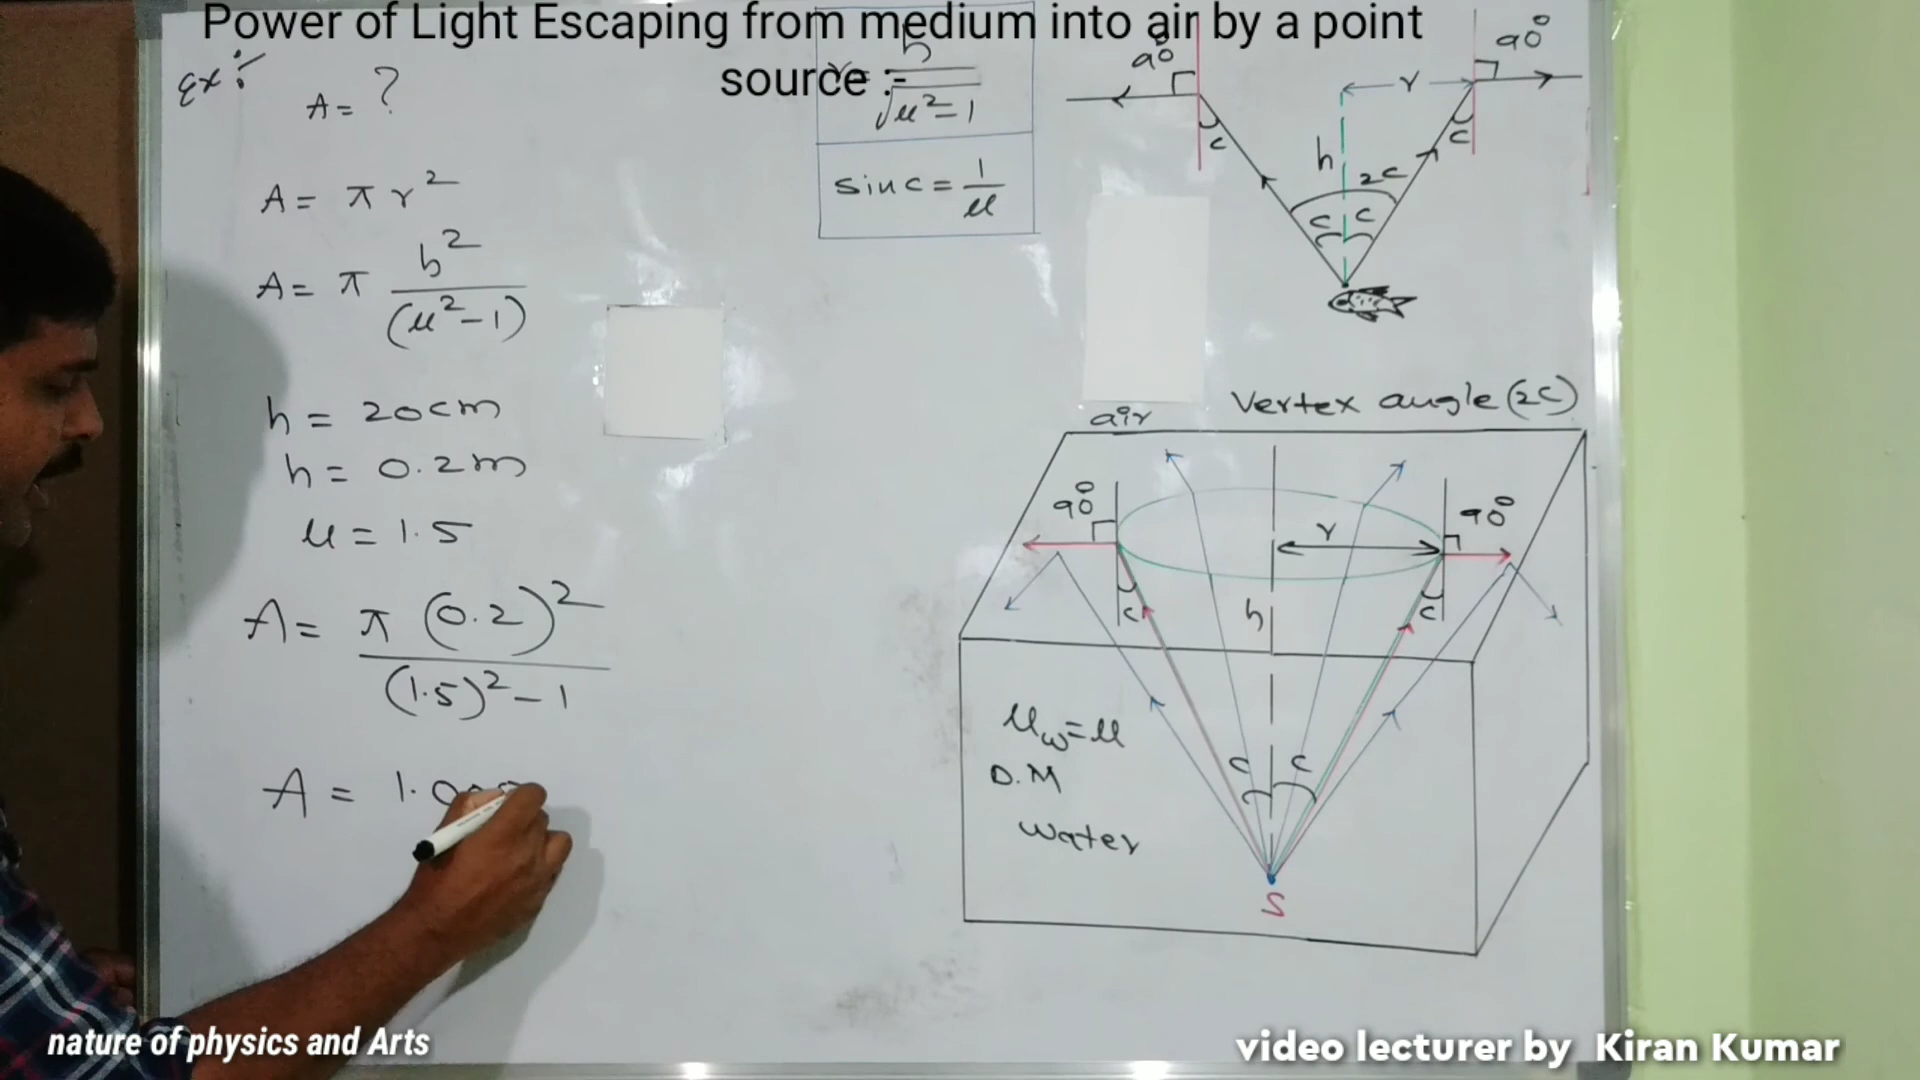 Power of Light Escaping from medium into air by a point
source :-
Ex :-
A = ?
A = π r²
A = π h² / (μ² - 1)
h = 20cm
h = 0.2m
μ = 1.5
A = π (0.2)² / (1.5)² - 1
A = 1.0
r = h / √μ² - 1
sin c = 1 / μ
90°
90°
r
h
2c
c
c
c
c
Vertex angle (2C)
air
90°
90°
r
h
c
c
c
c
μw = μ
D.M
water
S
nature of physics and Arts
video lecturer by Kiran Kumar